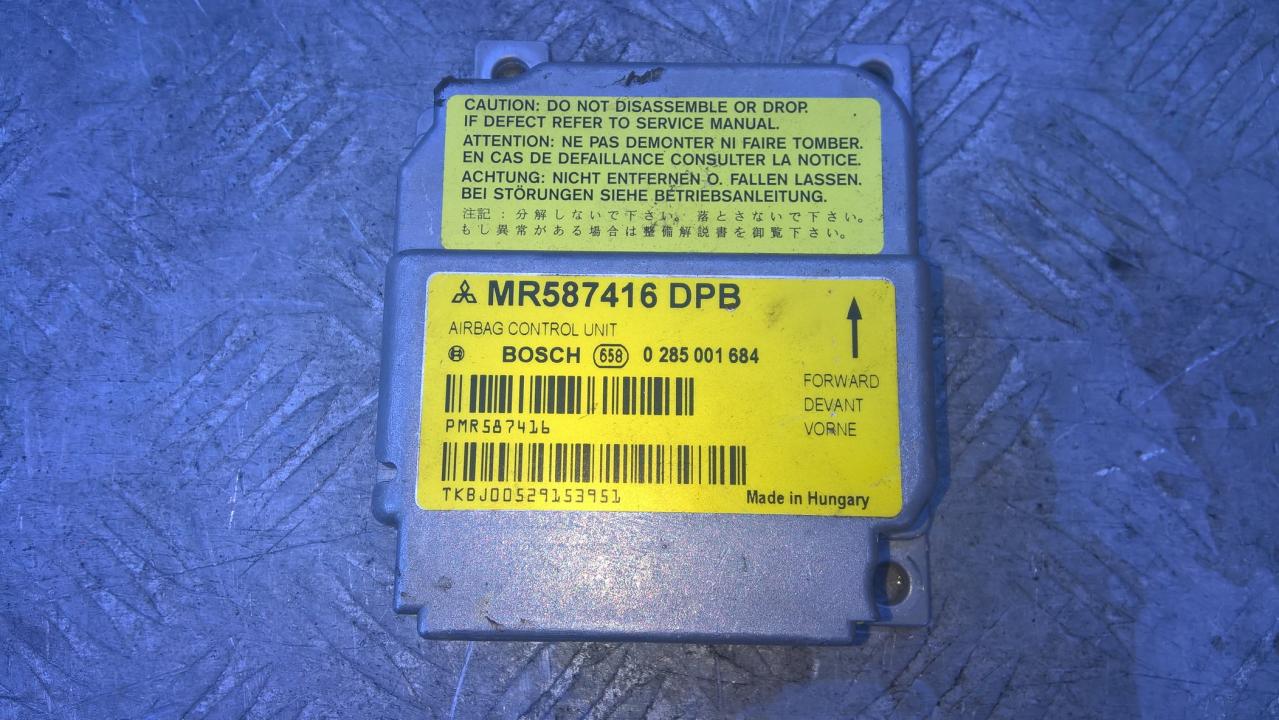 CAUTION: DO NOT DISASSEMBLE OR DROP.
IF DEFECT REFER TO SERVICE MANUAL.
ATTENTION: NE PAS DEMONTER NI FAIRE TOMBER.
EN CAS DE DEFAILLANCE CONSULTER LA NOTICE.
ACHTUNG: NICHT ENTFERNEN O. FALLEN LASSEN.
BEI STÖRUNGEN SIEHE BETRIEBSANLEITUNG.
注記：分解しないで下さい。落とさないで下さい。
もし異常がある場合は整備解説書を御覧下さい。
MR587416 DPB
AIRBAG CONTROL UNIT
BOSCH 658 0 285 001 684
FORWARD
DEVANT
VORNE
PMR587416
TKBJ00529153951
Made in Hungary